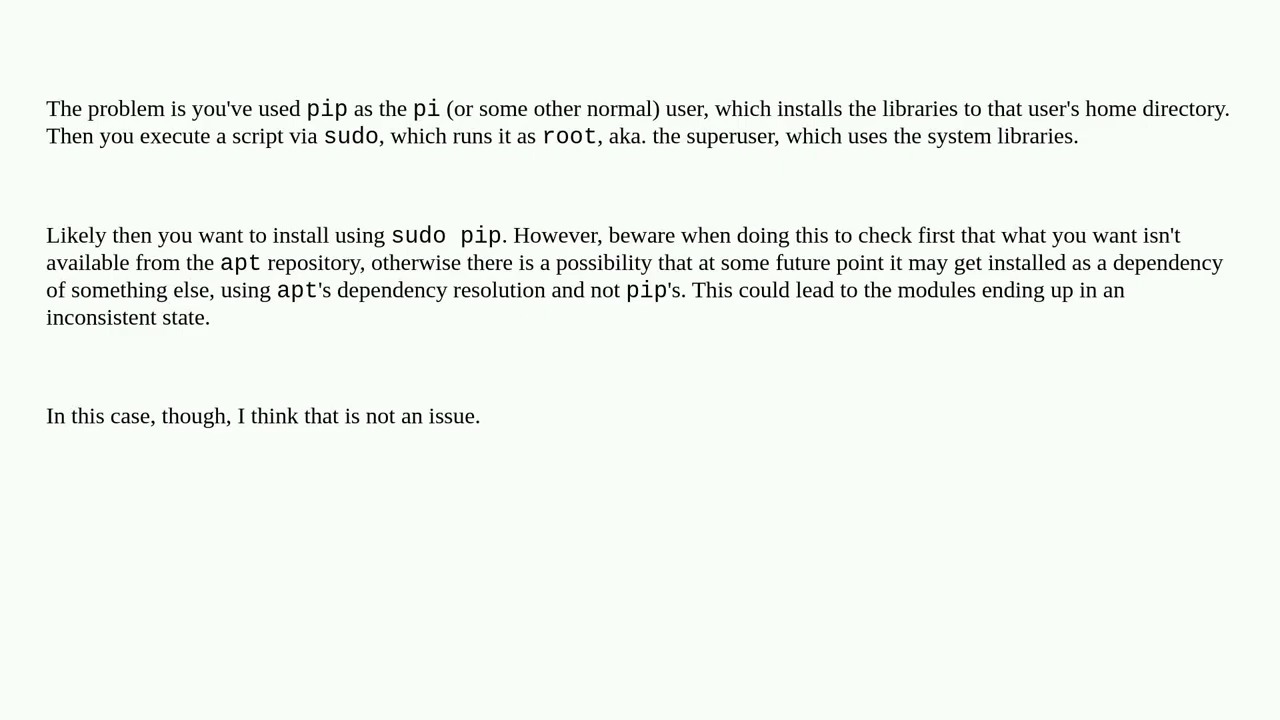 The problem is you've used pip as the pi (or some other normal) user, which installs the libraries to that user's home directory.
Then you execute a script via sudo, which runs it as root, aka. the superuser, which uses the system libraries.
Likely then you want to install using sudo pip. However, beware when doing this to check first that what you want isn't
available from the apt repository, otherwise there is a possibility that at some future point it may get installed as a dependency
of something else, using apt's dependency resolution and not pip's. This could lead to the modules ending up in an
inconsistent state.
In this case, though, I think that is not an issue.